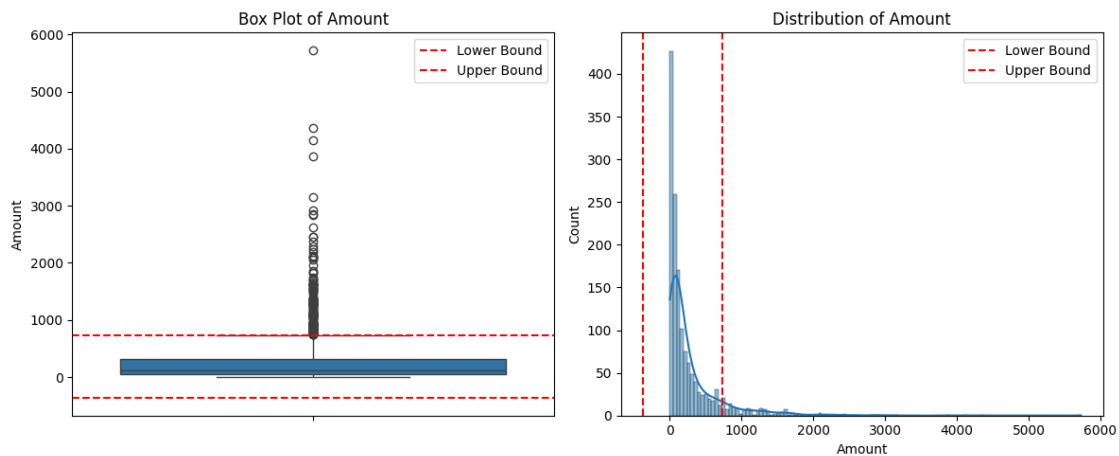 Box Plot of Amount
6000
5000
4000
3000
2000
1000
0
Amount
Lower Bound
Upper Bound
Distribution of Amount
400
350
300
250
200
150
100
50
0
Count
Lower Bound
Upper Bound
0
1000
2000
3000
4000
5000
6000
Amount